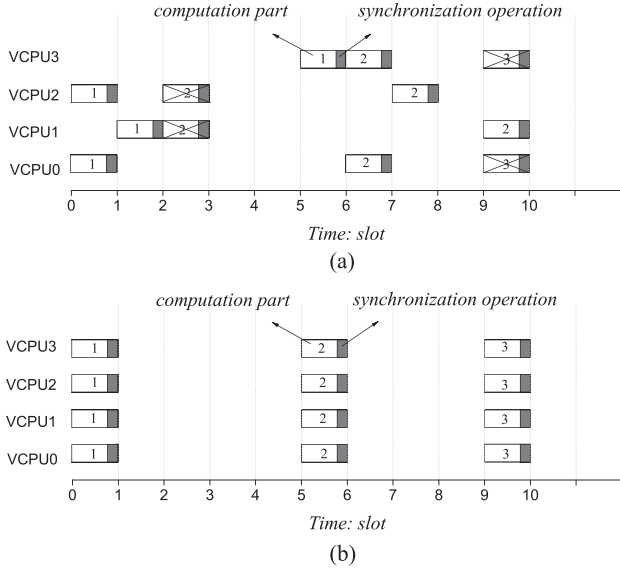 computation part synchronization operation
VCPU3 1 2 3
VCPU2 1 2 2
VCPU1 1 2 2
VCPU0 1 2 3
0 1 2 3 4 5 6 7 8 9 10
Time: slot
(a)
computation part synchronization operation
VCPU3 1 2 3
VCPU2 1 2 3
VCPU1 1 2 3
VCPU0 1 2 3
0 1 2 3 4 5 6 7 8 9 10
Time: slot
(b)